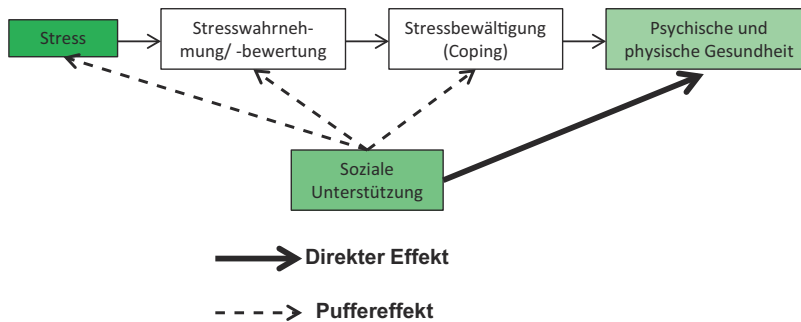 Stress
Stresswahrneh-
mung/ -bewertung
Stressbewältigung
(Coping)
Psychische und
physische Gesundheit
Soziale
Unterstützung
Direkter Effekt
Puffereffekt